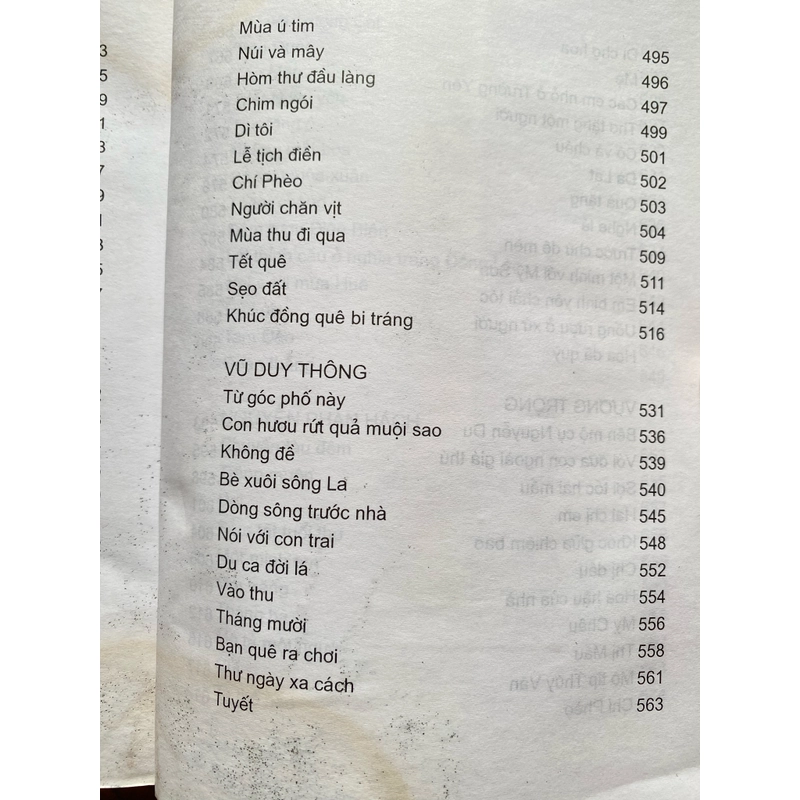 Mùa ú tim 495
Núi và mây 496
Hòm thư đầu làng 497
Chim ngói 499
Dì tôi 501
Lễ tịch điền 502
Chí Phèo 503
Người chăn vịt 504
Mùa thu đi qua 509
Tết quê 511
Sẹo đất 514
Khúc đồng quê bi tráng 516
VŨ DUY THÔNG
Từ góc phố này 531
Con hươu rứt quả muội sao 536
Không đề 539
Bè xuôi sông La 540
Dòng sông trước nhà 545
Nói với con trai 548
Dụ ca đời lá 552
Vào thu 554
Tháng mười 556
Bạn quê ra chơi 558
Thư ngày xa cách 561
Tuyết 563